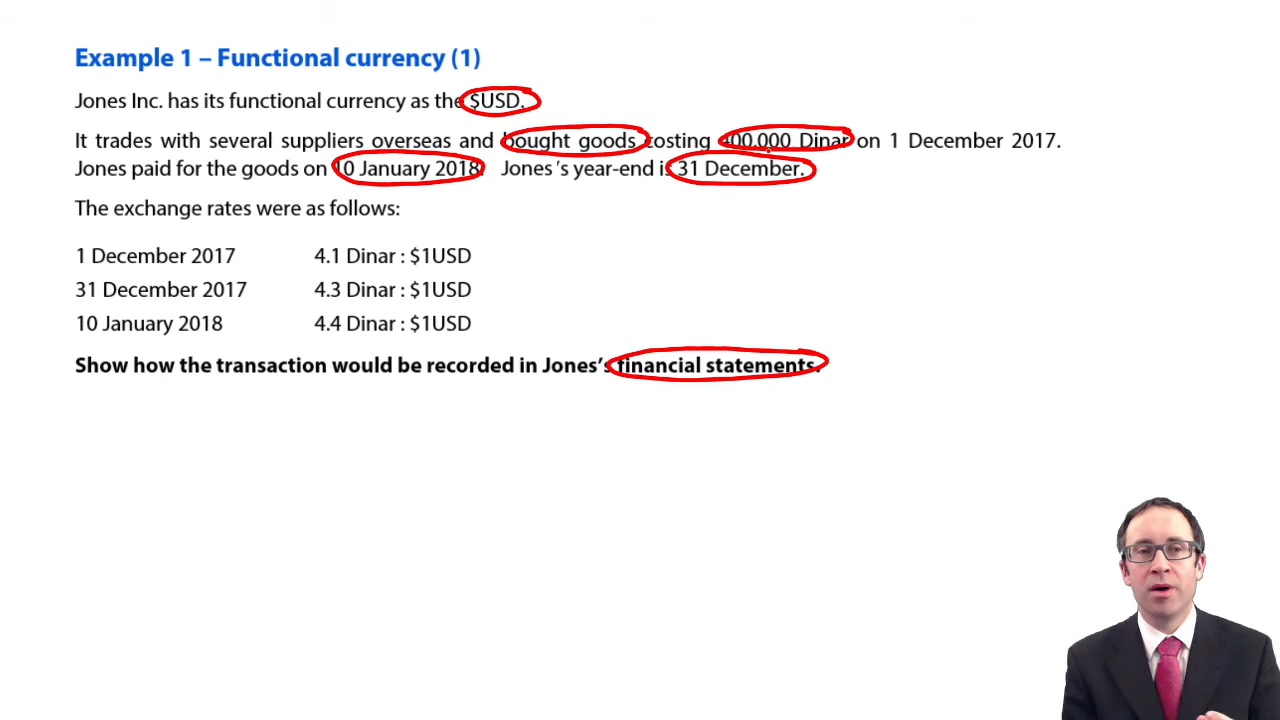 Example 1 – Functional currency (1)
Jones Inc. has its functional currency as the $USD.
It trades with several suppliers overseas and bought goods costing 400,000 Dinar on 1 December 2017.
Jones paid for the goods on 10 January 2018. Jones's year-end is 31 December.
The exchange rates were as follows:
1 December 2017 4.1 Dinar : $1USD
31 December 2017 4.3 Dinar : $1USD
10 January 2018 4.4 Dinar : $1USD
Show how the transaction would be recorded in Jones's financial statements.